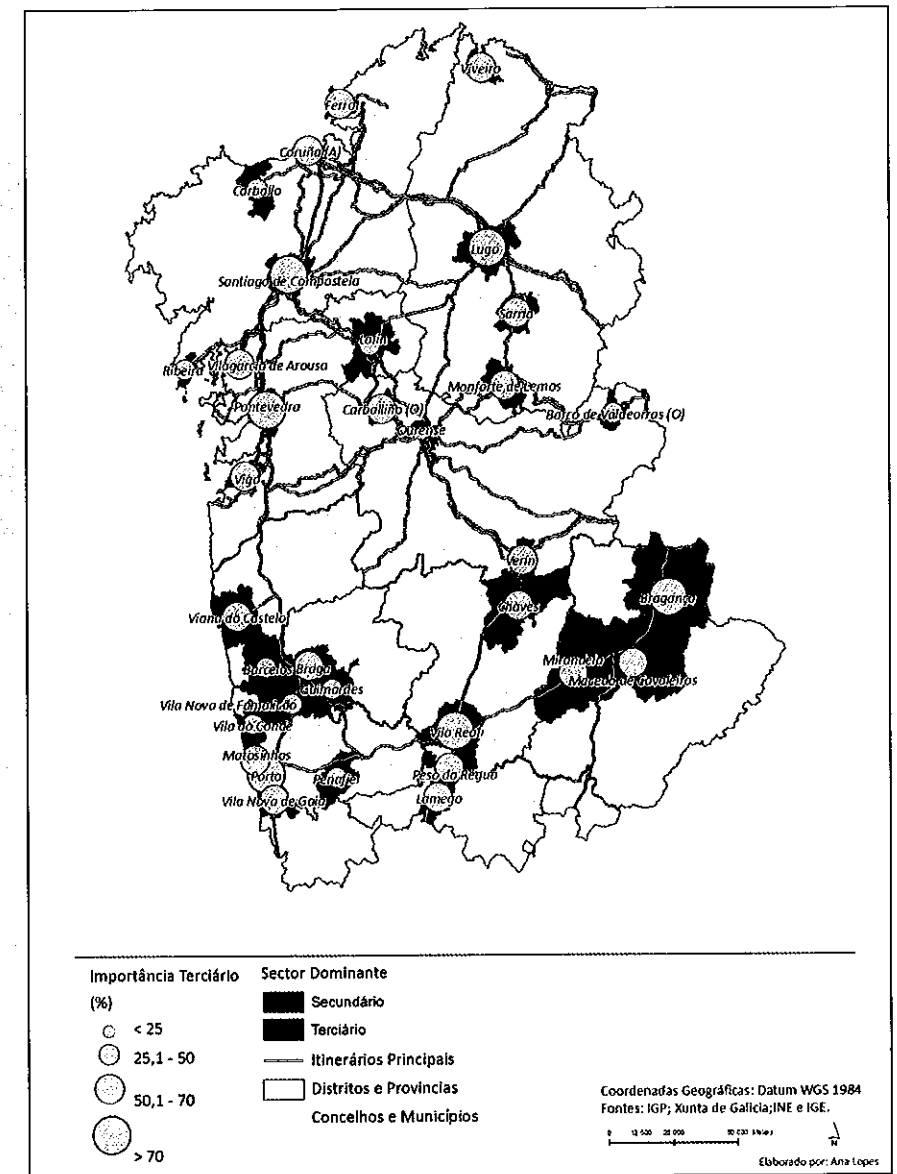 Viveiro
Ferrol
Coruña (A)
Carballo
Lugo
Santiago de Compostela
Sarria
Lalín
Ribeira
Vilagarcía de Arousa
Monforte de Lemos
Pontevedra
Carballiño (O)
Barco de Valdeorras (O)
Ourense
Vigo
Verín
Bragança
Chaves
Viana do Castelo
Mirandela
Barcelos
Braga
Macedo de Cavaleiros
Guimarães
Vila Nova de Famalicão
Vila do Conde
Vila Real
Matosinhos
Porto
Penafiel
Peso da Régua
Vila Nova de Gaia
Lamego
Importância Terciário
(%)
< 25
25,1 - 50
50,1 - 70
> 70
Sector Dominante
Secundário
Terciário
Itinerários Principais
Distritos e Provincias
Concelhos e Municípios
Coordenadas Geográficas: Datum WGS 1984
Fontes: IGP; Xunta de Galicia;INE e IGE.
0
N
Elaborado por: Ana Lopes